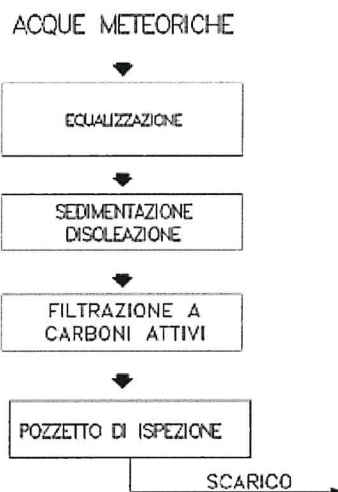 ACQUE METEORICHE
EQUALIZZAZIONE
SEDIMENTAZIONE
DISOLEAZIONE
FILTRAZIONE A
CARBONI ATTIVI
POZZETTO DI ISPEZIONE
SCARICO